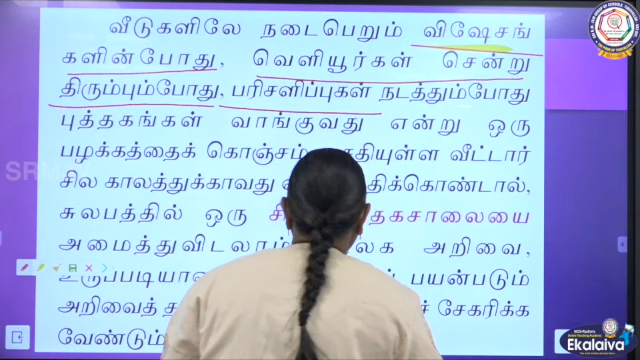 வீடுகளிலே நடைபெறும் விஷேசங்
களின்போது, வெளியூர்கள் சென்று
திரும்பும்போது, பரிசளிப்புகள் நடத்தும்போது
புத்தகங்கள் வாங்குவது என்று ஒரு
பழக்கத்தைக் கொஞ்சம் வீட்டார்
சில காலத்துக்காவது
சுலபத்தில் ஒரு
அமைத்துவிடலாம் அறிவை,
பயன்படும்
அறிவைத் சேகரிக்க
வேண்டும்
SRM
Ekalaiva